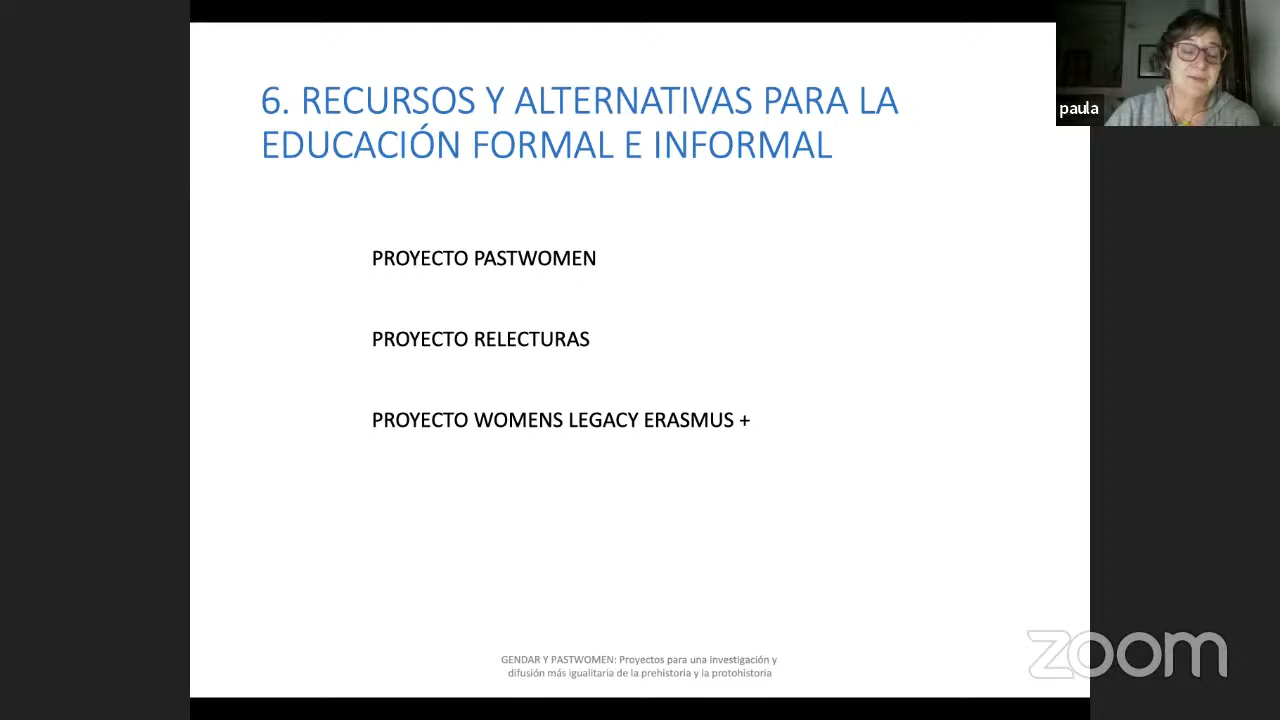 6. RECURSOS Y ALTERNATIVAS PARA LA
EDUCACIÓN FORMAL E INFORMAL
PROYECTO PASTWOMEN
PROYECTO RELECTURAS
PROYECTO WOMENS LEGACY ERASMUS +
GENDAR Y PASTWOMEN: Proyectos para una investigación y
difusión más igualitaria de la prehistoria y la protohistoria
paula
zoom